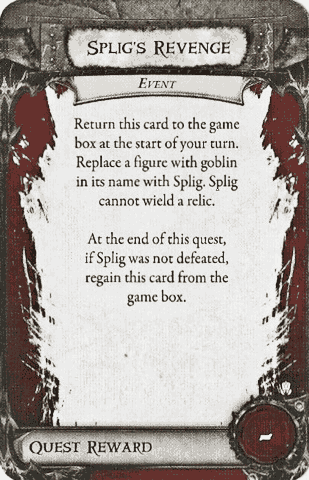 Splig's Revenge
Event
Return this card to the game
box at the start of your turn.
Replace a figure with goblin
in its name with Splig. Splig
cannot wield a relic.
At the end of this quest,
if Splig was not defeated,
regain this card from the
game box.
-
Quest Reward